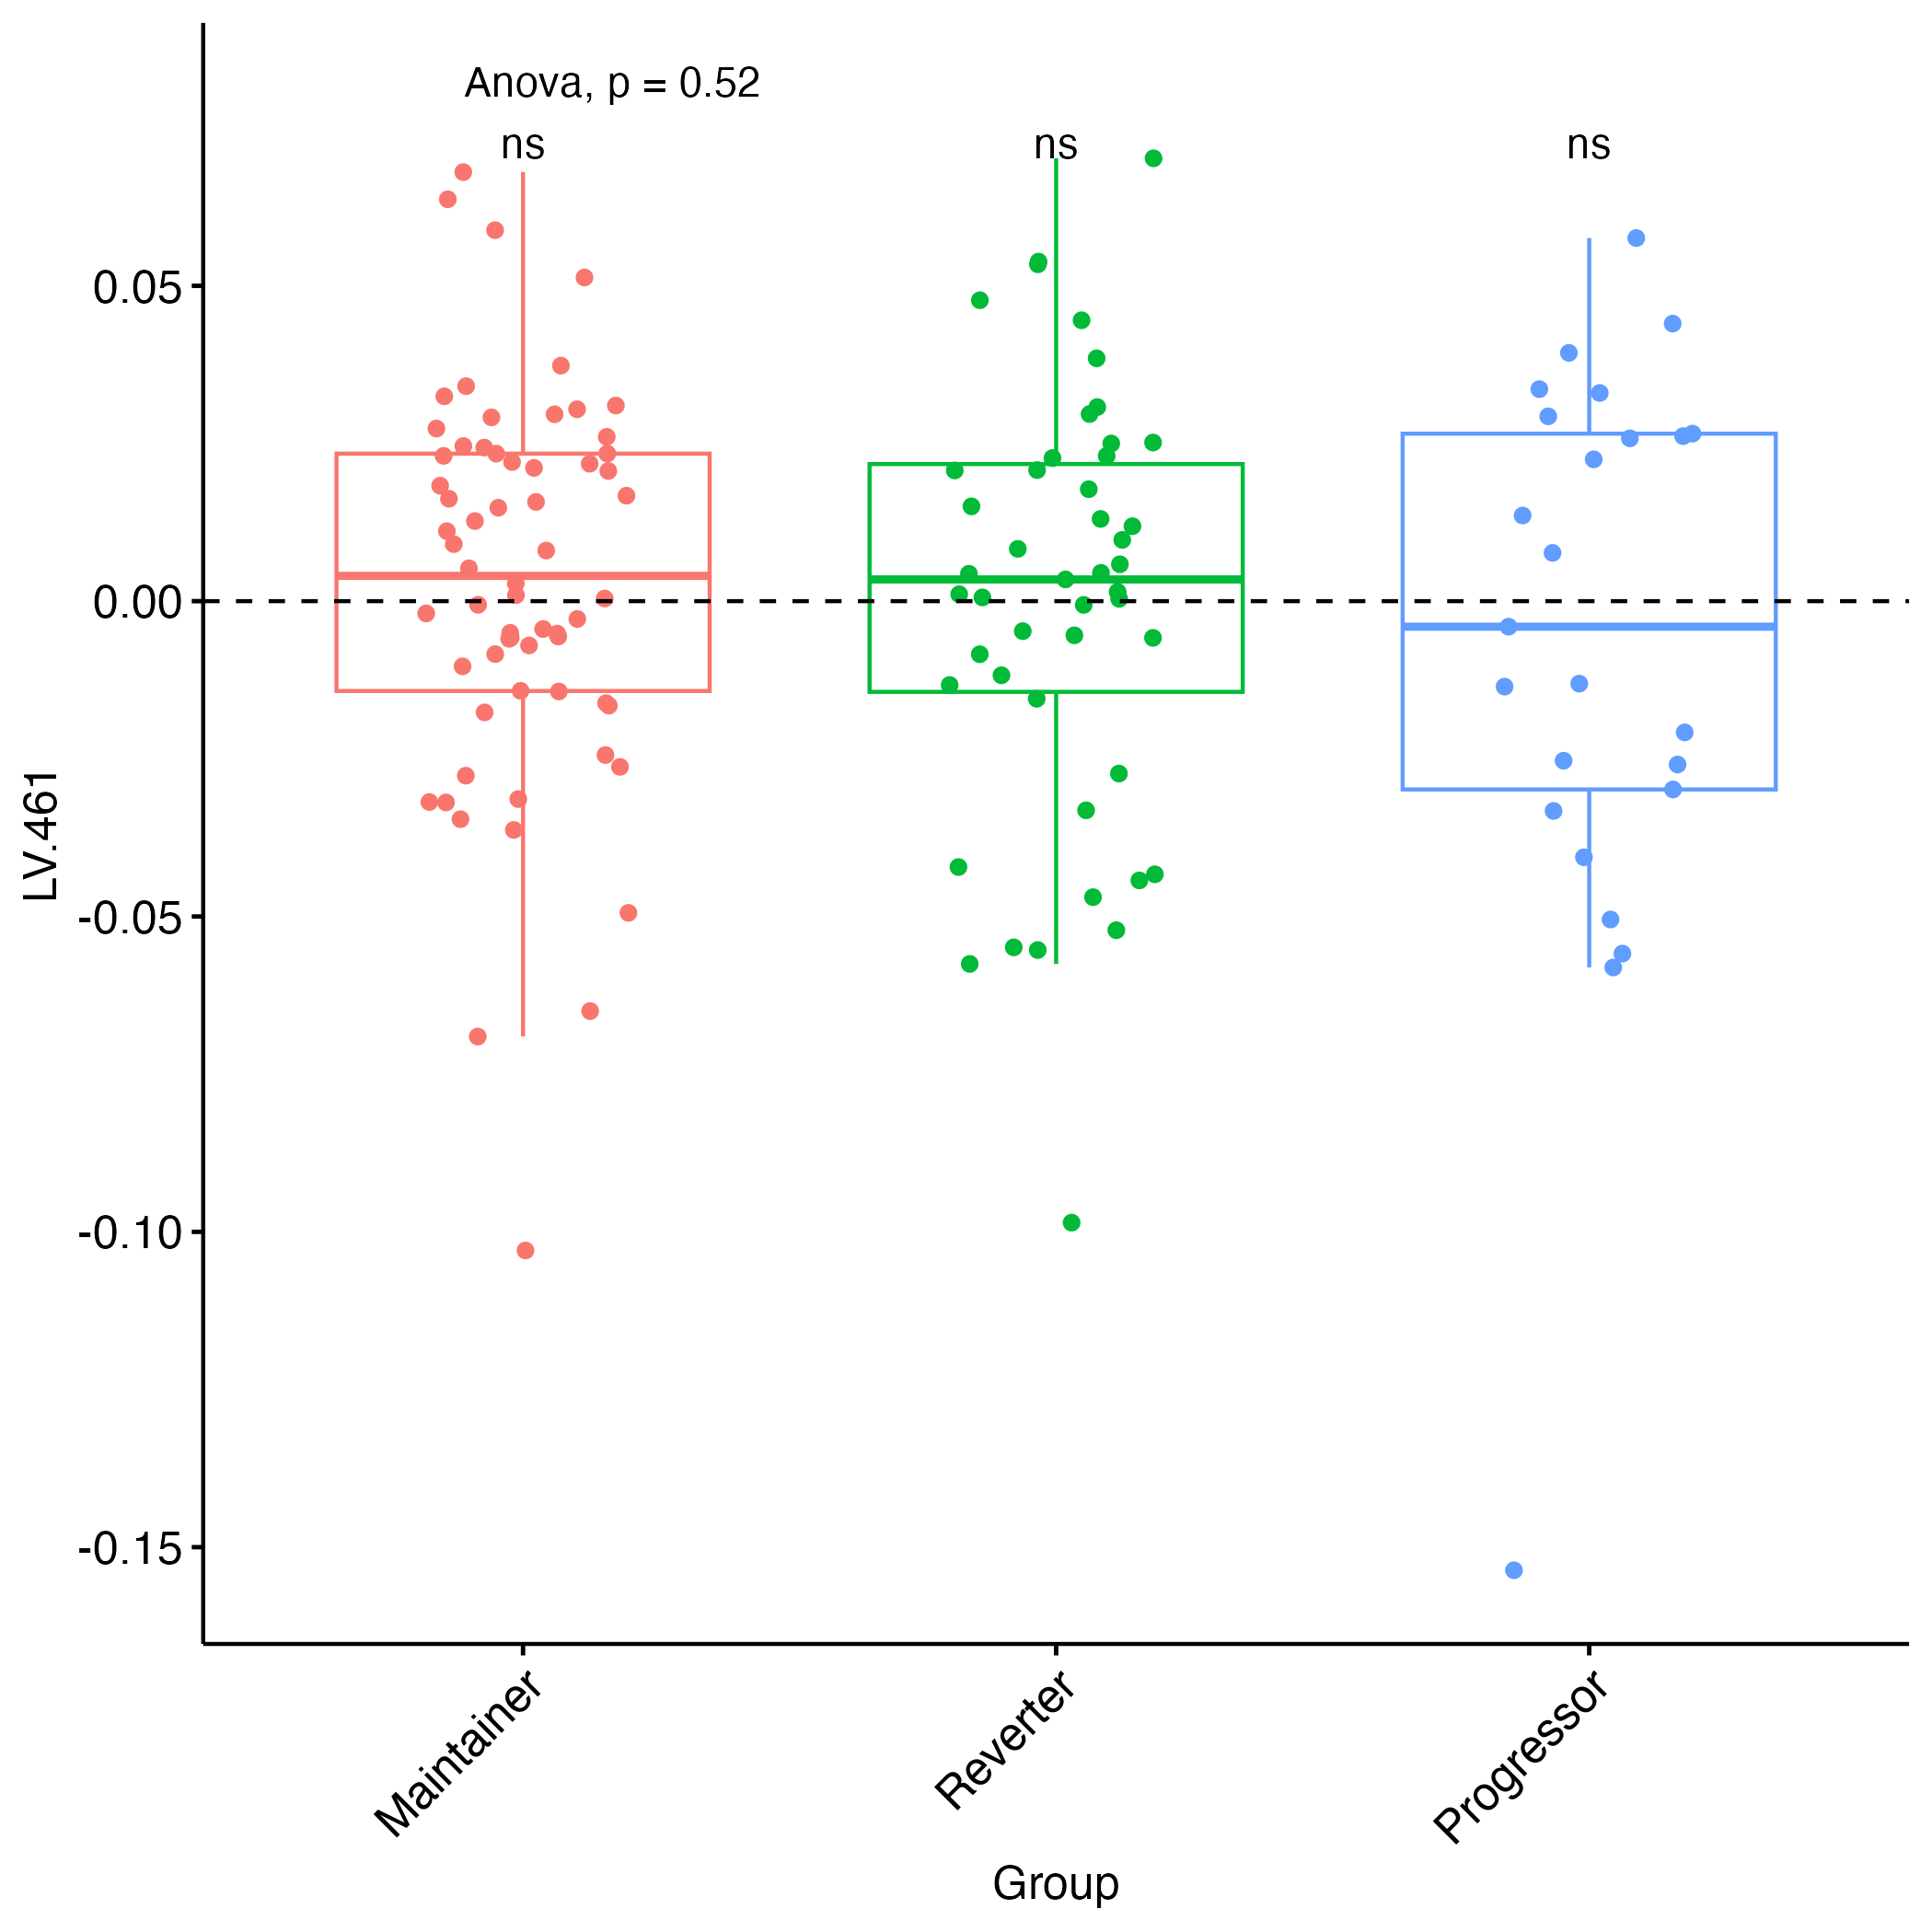 Anova, p = 0.52
ns
ns
ns
0.05
0.00
-0.05
-0.10
-0.15
LV.461
Maintainer
Reverter
Progressor
Group